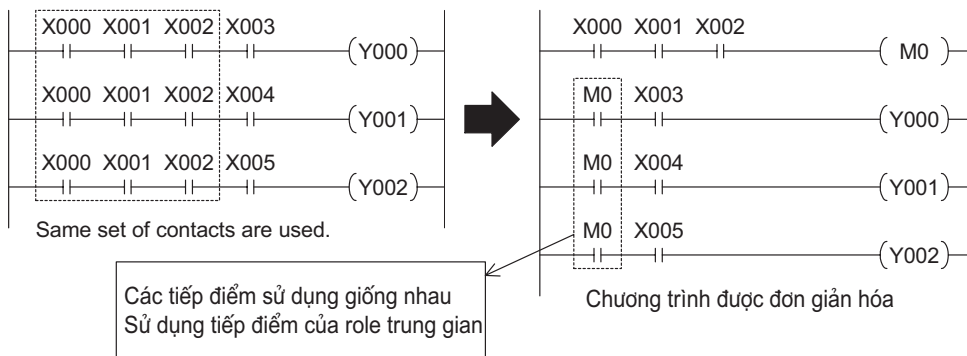 X000 X001 X002 X003
Y000
X000 X001 X002 X004
Y001
X000 X001 X002 X005
Y002
Same set of contacts are used.
X000 X001 X002
M0
M0 X003
Y000
M0 X004
Y001
M0 X005
Y002
Các tiếp điểm sử dụng giống nhau
Sử dụng tiếp điểm của role trung gian
Chương trình được đơn giản hóa